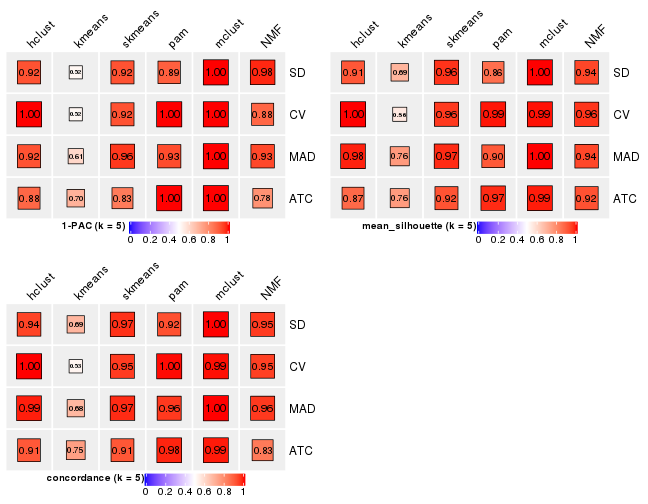 hclust kmeans skmeans pam mclust NMF
0.92 0.52 0.92 0.89 1.00 0.98 SD
1.00 0.52 0.92 1.00 1.00 0.88 CV
0.92 0.61 0.96 0.93 1.00 0.93 MAD
0.88 0.70 0.83 1.00 1.00 0.78 ATC
1-PAC (k = 5)
0 0.2 0.4 0.6 0.8 1
hclust kmeans skmeans pam mclust NMF
0.91 0.69 0.96 0.86 1.00 0.94 SD
1.00 0.56 0.96 0.99 0.99 0.96 CV
0.98 0.76 0.97 0.90 1.00 0.94 MAD
0.87 0.76 0.92 0.97 0.99 0.92 ATC
mean_silhouette (k = 5)
0 0.2 0.4 0.6 0.8 1
hclust kmeans skmeans pam mclust NMF
0.94 0.69 0.97 0.92 1.00 0.95 SD
1.00 0.53 0.95 1.00 0.99 0.95 CV
0.99 0.68 0.97 0.96 1.00 0.96 MAD
0.91 0.75 0.91 0.98 0.99 0.83 ATC
concordance (k = 5)
0 0.2 0.4 0.6 0.8 1